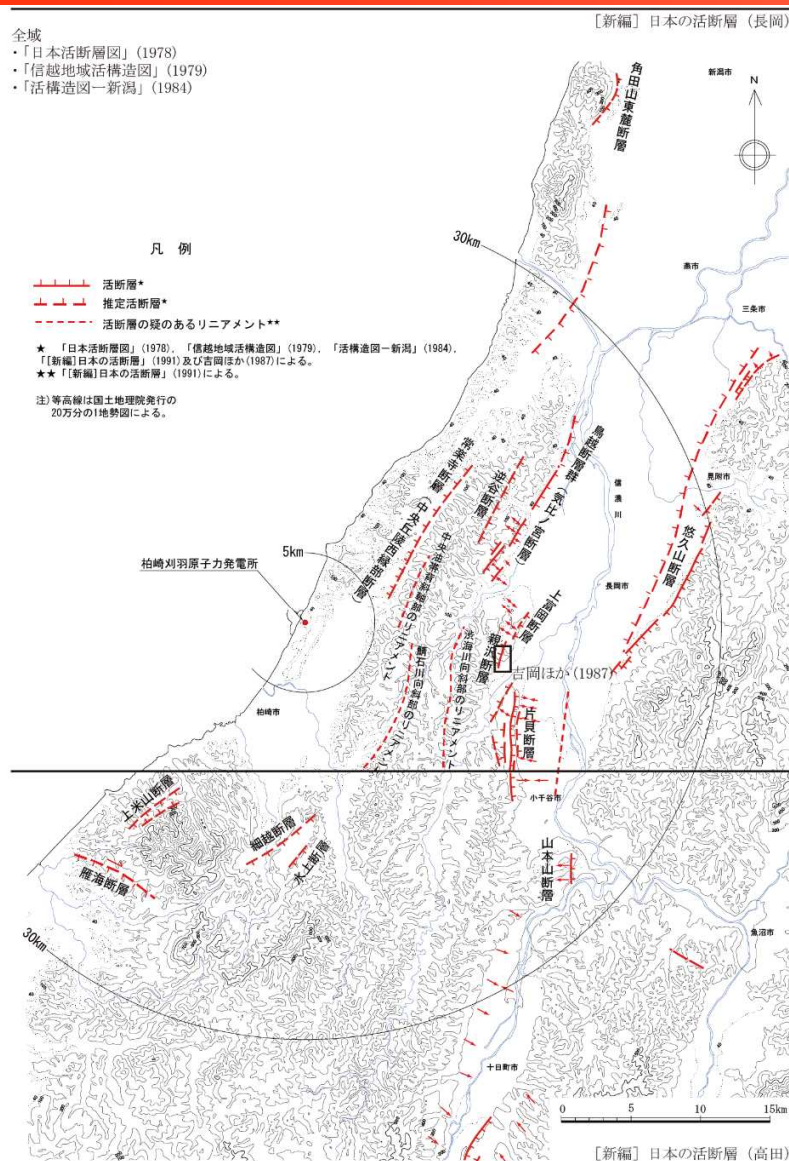 [新編] 日本の活断層 (長岡)
全域
・「日本活断層図」(1978)
・「信越地域活構造図」(1979)
・「活構造図－新潟」(1984)
凡 例
活断層★
推定活断層★
活断層の疑のあるリニアメント★★
★ 「日本活断層図」(1978), 「信越地域活構造図」(1979), 「活構造図－新潟」(1984),
「[新編]日本の活断層」(1991)及び吉岡ほか(1987)による。
★★「[新編]日本の活断層」(1991)による。
注)等高線は国土地理院発行の
20万分の1地勢図による。
角田山東麓断層
新潟市
N
30km
燕市
三条市
見附市
鳥越断層群(気比ノ宮断層)
逆谷断層
常楽寺断層(中央丘陵西縁部断層)
信濃川
悠久山断層
中央油帯背斜軸部のリニアメント
柏崎刈羽原子力発電所
5km
長岡市
上富岡断層
親沢断層
吉岡ほか(1987)
渋海川向斜部のリニアメント
鯖石川向斜部のリニアメント
片貝断層
柏崎市
小千谷市
上米山断層
細越断層
水上断層
雁海断層
山本山断層
魚沼市
30km
十日町市
0 5 10 15km
[新編] 日本の活断層 (高田)